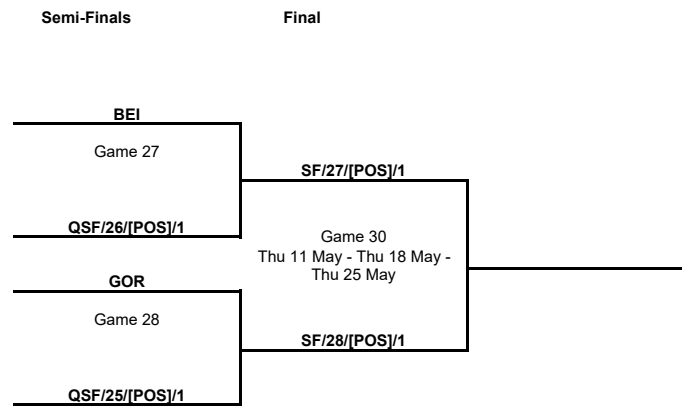 Semi-Finals Final
BEI
Game 27
SF/27/[POS]/1
QSF/26/[POS]/1
Game 30
Thu 11 May - Thu 18 May -
Thu 25 May
GOR
Game 28
SF/28/[POS]/1
QSF/25/[POS]/1